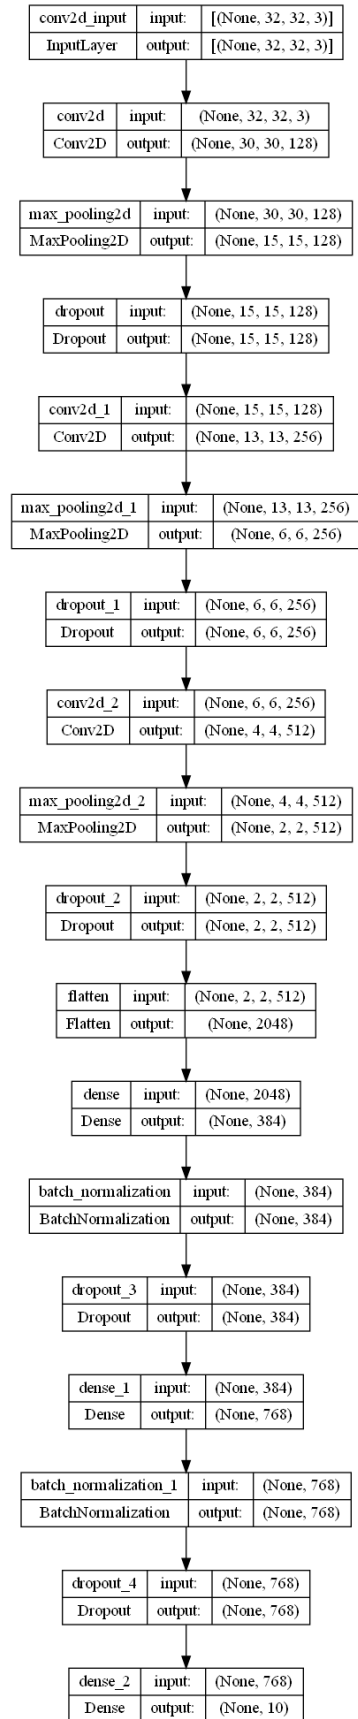 conv2d_input input: [(None, 32, 32, 3)]
InputLayer output: [(None, 32, 32, 3)]
conv2d input: (None, 32, 32, 3)
Conv2D output: (None, 30, 30, 128)
max_pooling2d input: (None, 30, 30, 128)
MaxPooling2D output: (None, 15, 15, 128)
dropout input: (None, 15, 15, 128)
Dropout output: (None, 15, 15, 128)
conv2d_1 input: (None, 15, 15, 128)
Conv2D output: (None, 13, 13, 256)
max_pooling2d_1 input: (None, 13, 13, 256)
MaxPooling2D output: (None, 6, 6, 256)
dropout_1 input: (None, 6, 6, 256)
Dropout output: (None, 6, 6, 256)
conv2d_2 input: (None, 6, 6, 256)
Conv2D output: (None, 4, 4, 512)
max_pooling2d_2 input: (None, 4, 4, 512)
MaxPooling2D output: (None, 2, 2, 512)
dropout_2 input: (None, 2, 2, 512)
Dropout output: (None, 2, 2, 512)
flatten input: (None, 2, 2, 512)
Flatten output: (None, 2048)
dense input: (None, 2048)
Dense output: (None, 384)
batch_normalization input: (None, 384)
BatchNormalization output: (None, 384)
dropout_3 input: (None, 384)
Dropout output: (None, 384)
dense_1 input: (None, 384)
Dense output: (None, 768)
batch_normalization_1 input: (None, 768)
BatchNormalization output: (None, 768)
dropout_4 input: (None, 768)
Dropout output: (None, 768)
dense_2 input: (None, 768)
Dense output: (None, 10)